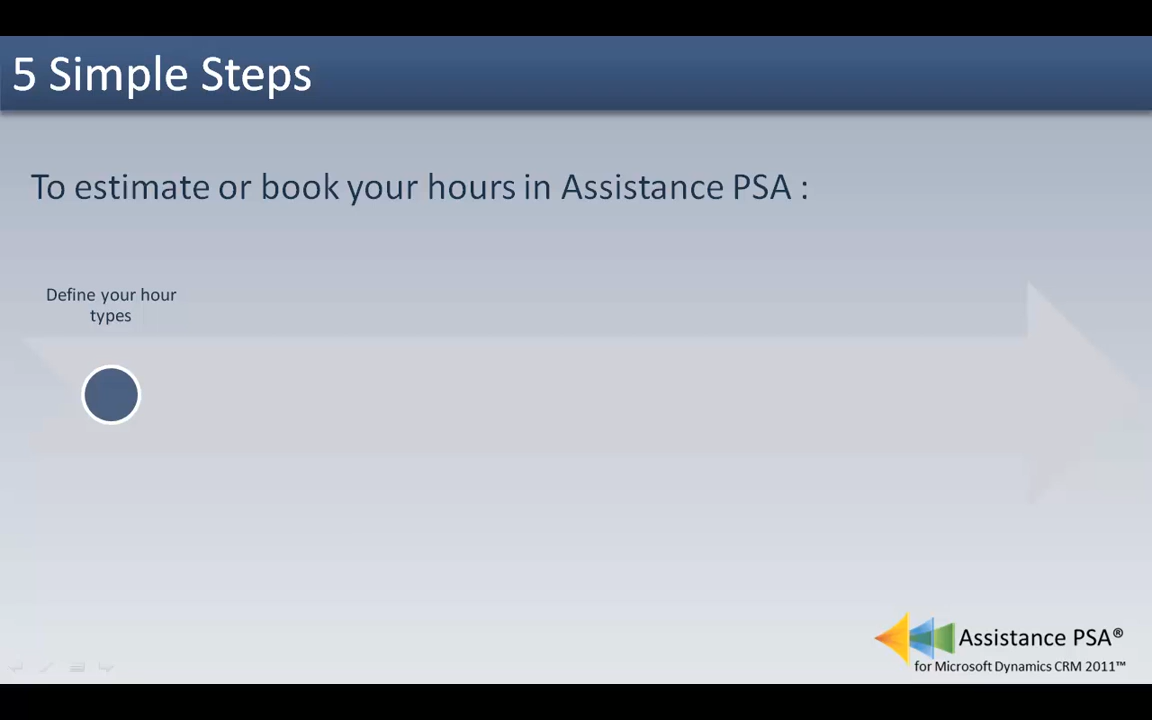 5 Simple Steps
To estimate or book your hours in Assistance PSA :
Define your hour
types
Assistance PSA®
for Microsoft Dynamics CRM 2011™